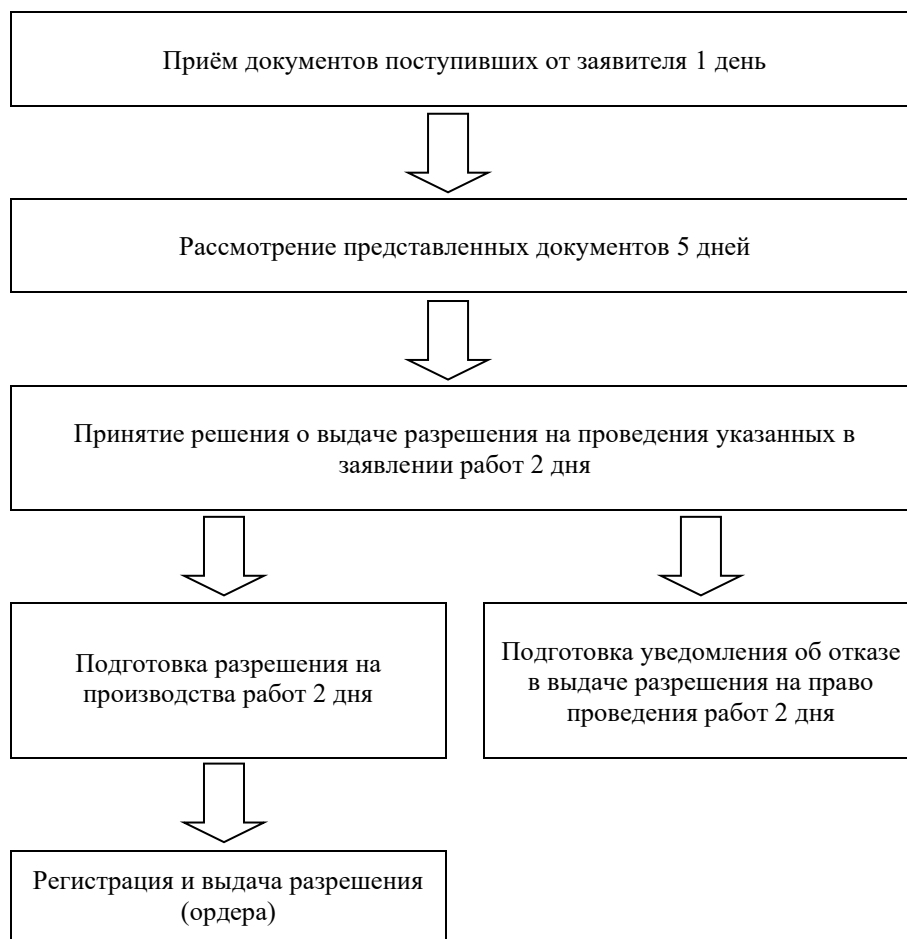 Приём документов поступивших от заявителя 1 день
Рассмотрение представленных документов 5 дней
Принятие решения о выдаче разрешения на проведения указанных в
заявлении работ 2 дня
Подготовка разрешения на
производства работ 2 дня
Подготовка уведомления об отказе
в выдаче разрешения на право
проведения работ 2 дня
Регистрация и выдача разрешения
(ордера)